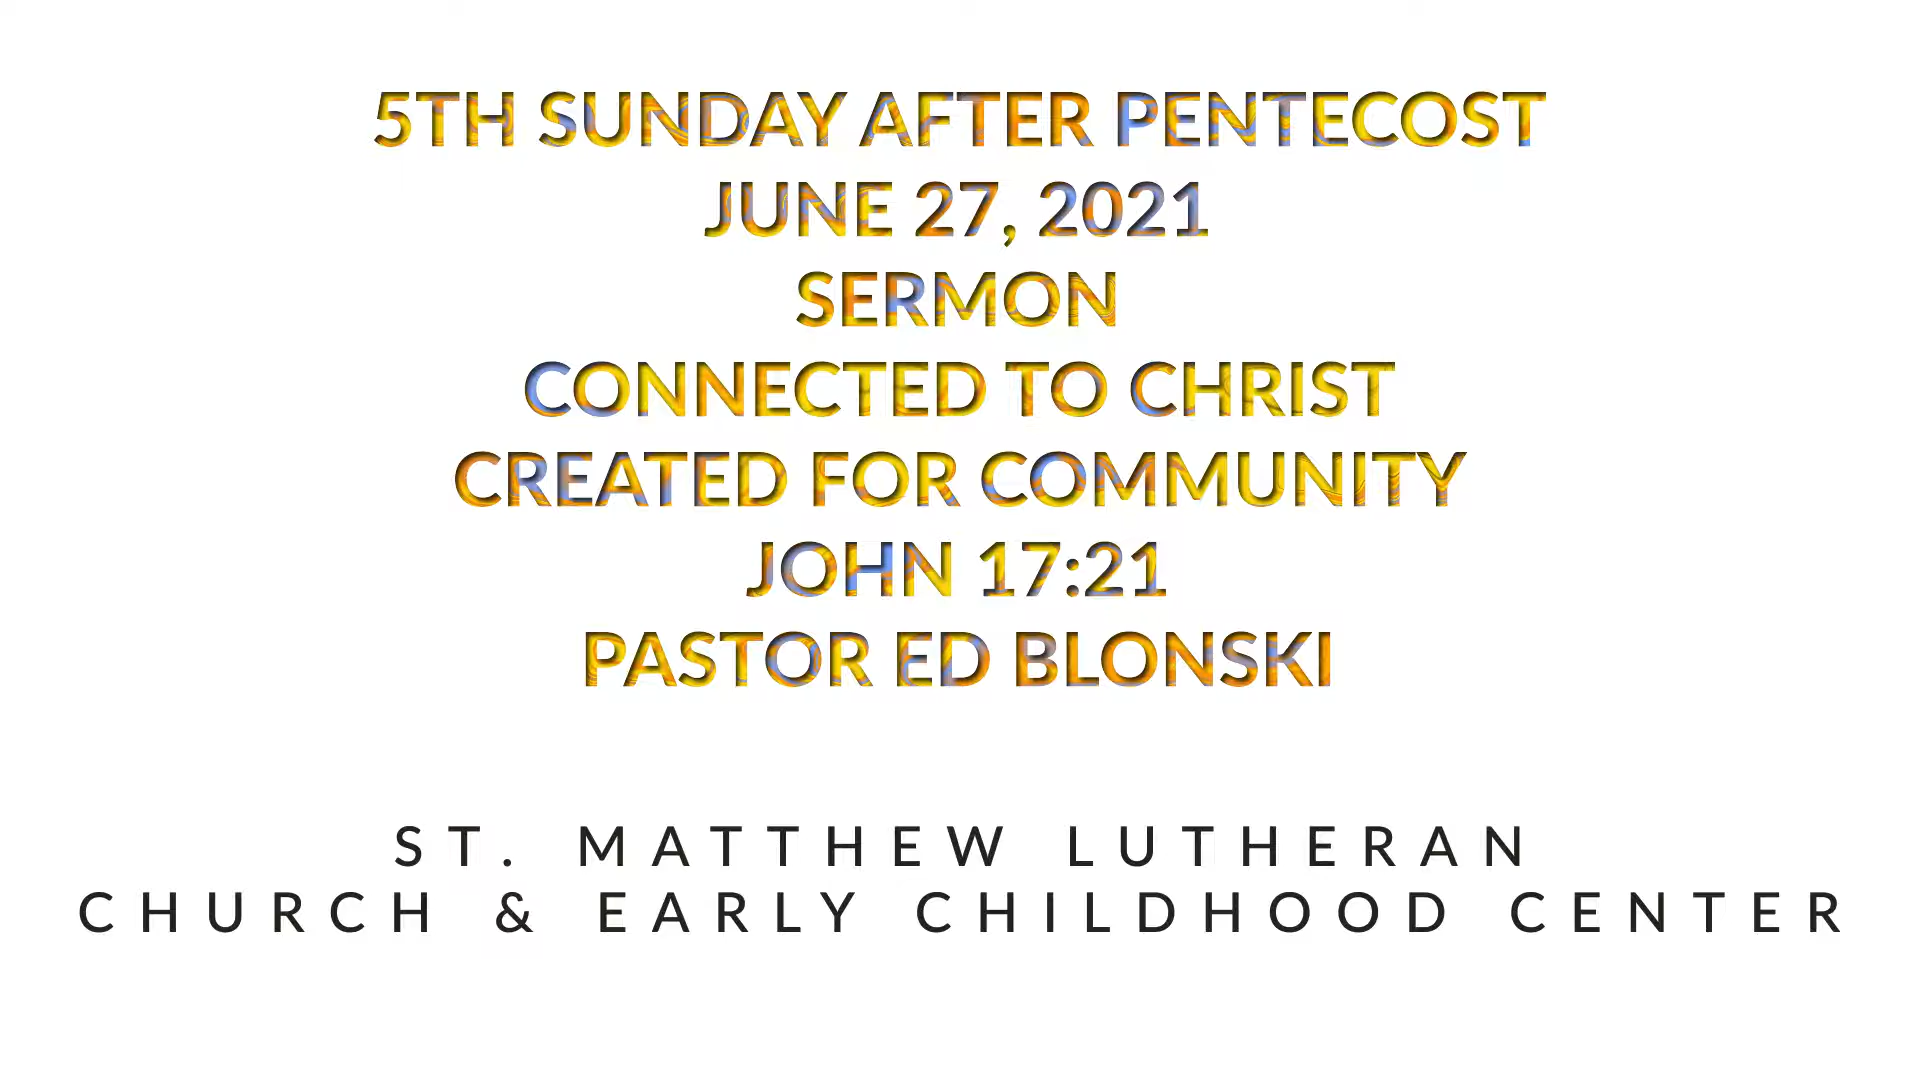 5TH SUNDAY AFTER PENTECOST
JUNE 27, 2021
SERMON
CONNECTED TO CHRIST
CREATED FOR COMMUNITY
JOHN 17:21
PASTOR ED BLONSKI
ST. MATTHEW LUTHERAN
CHURCH & EARLY CHILDHOOD CENTER